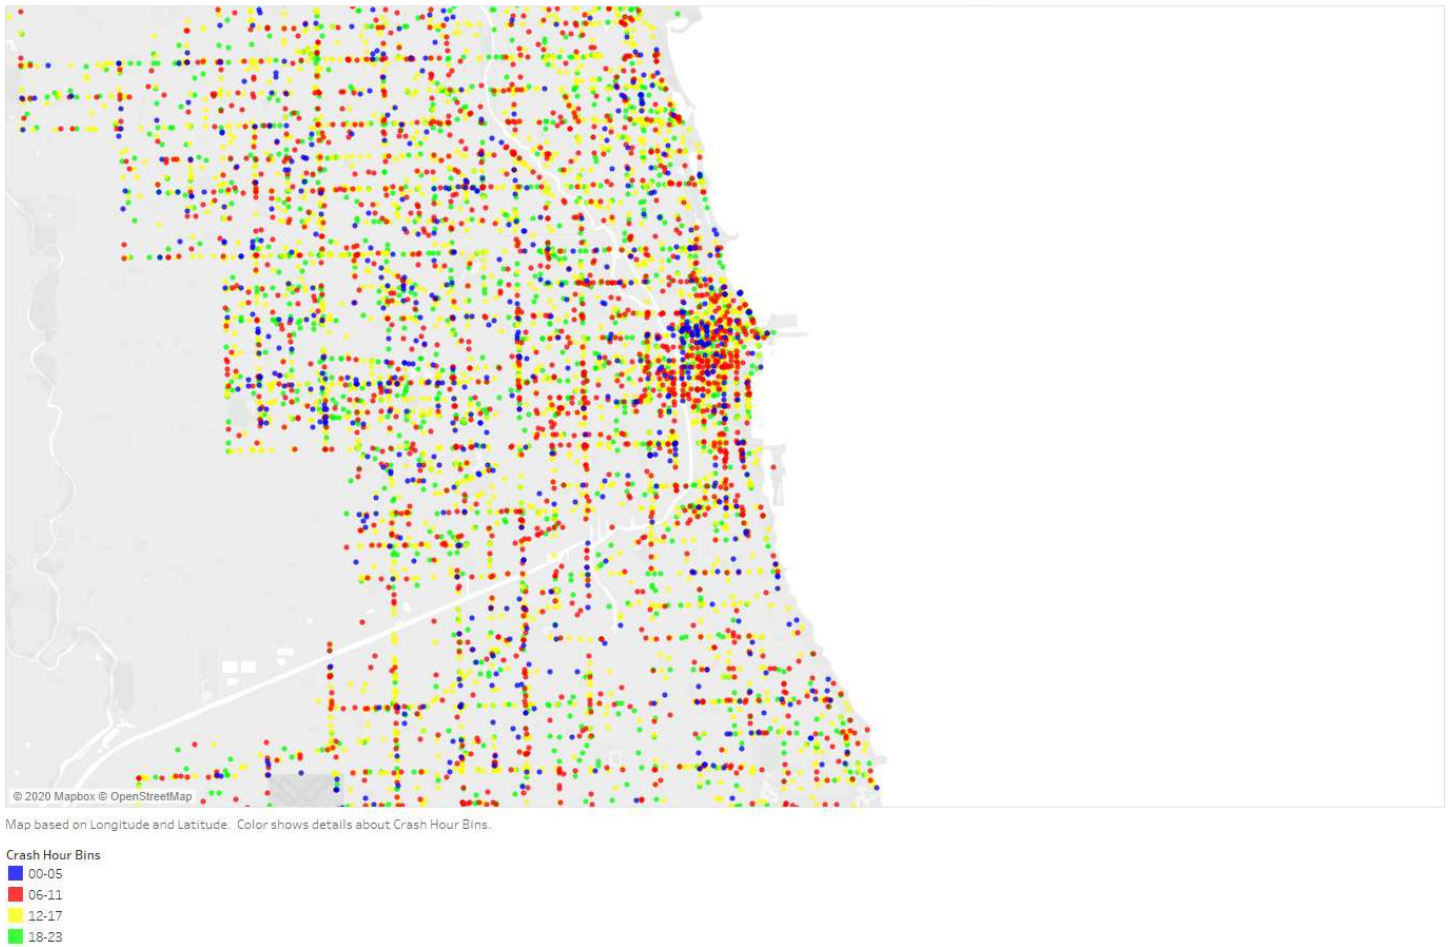 © 2020 Mapbox © OpenStreetMap
Map based on Longitude and Latitude. Color shows details about Crash Hour Bins.
Crash Hour Bins
00-05
06-11
12-17
18-23